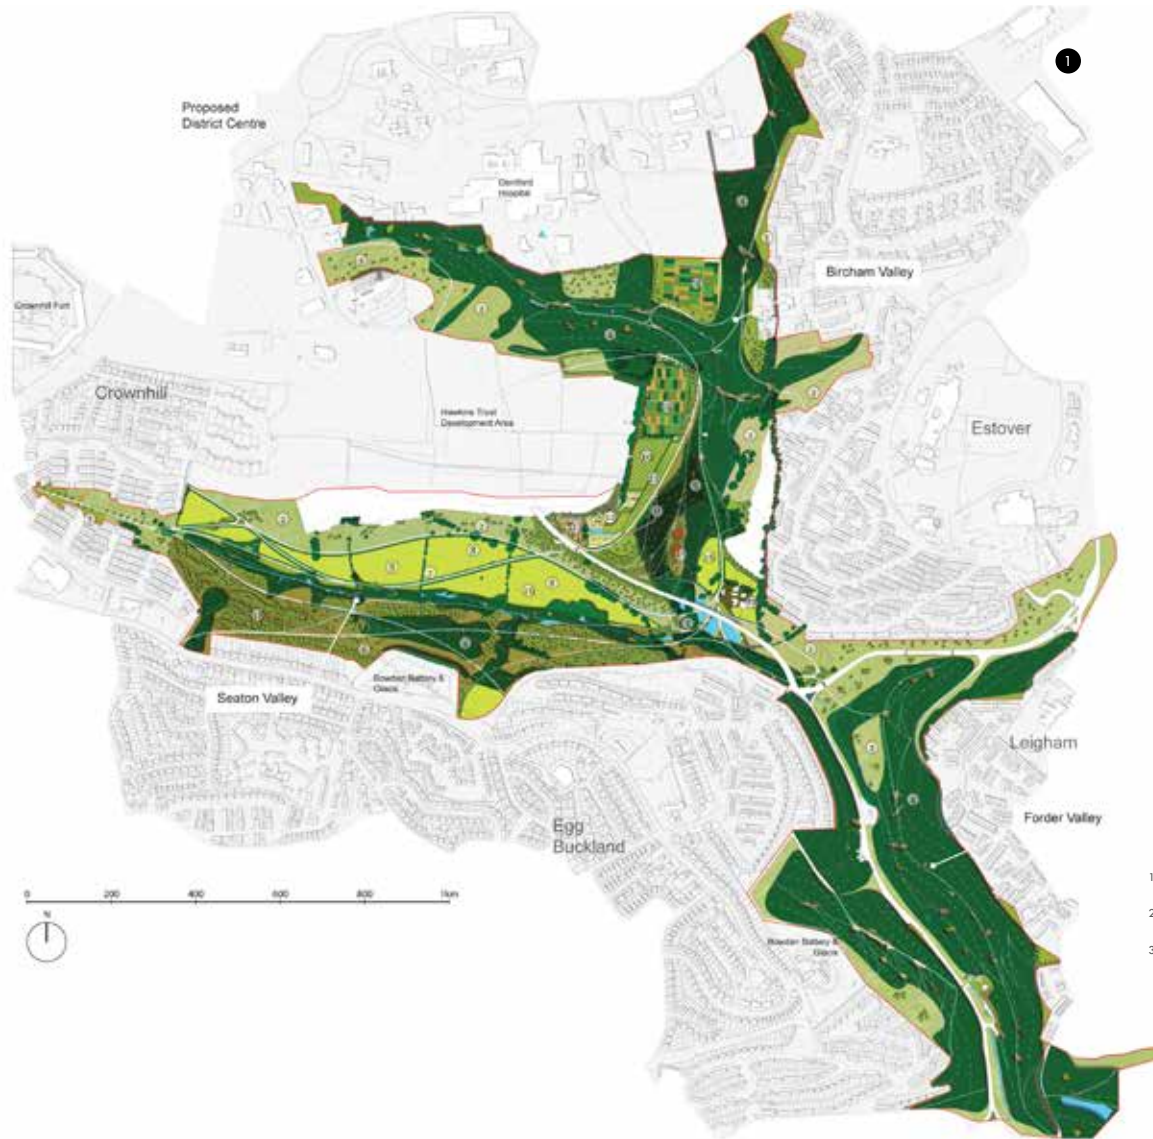 1
Proposed
District Centre
Derriford
Hospital
Bircham Valley
Crownhill Fort
Crownhill
Hawkins Trust
Development Area
Estover
Seaton Valley
Bowden Battery &
Glacis
Leigham
Egg
Buckland
Forder Valley
0 200 400 600 800 1km
N
Bowden Battery &
Glacis
1
2
3